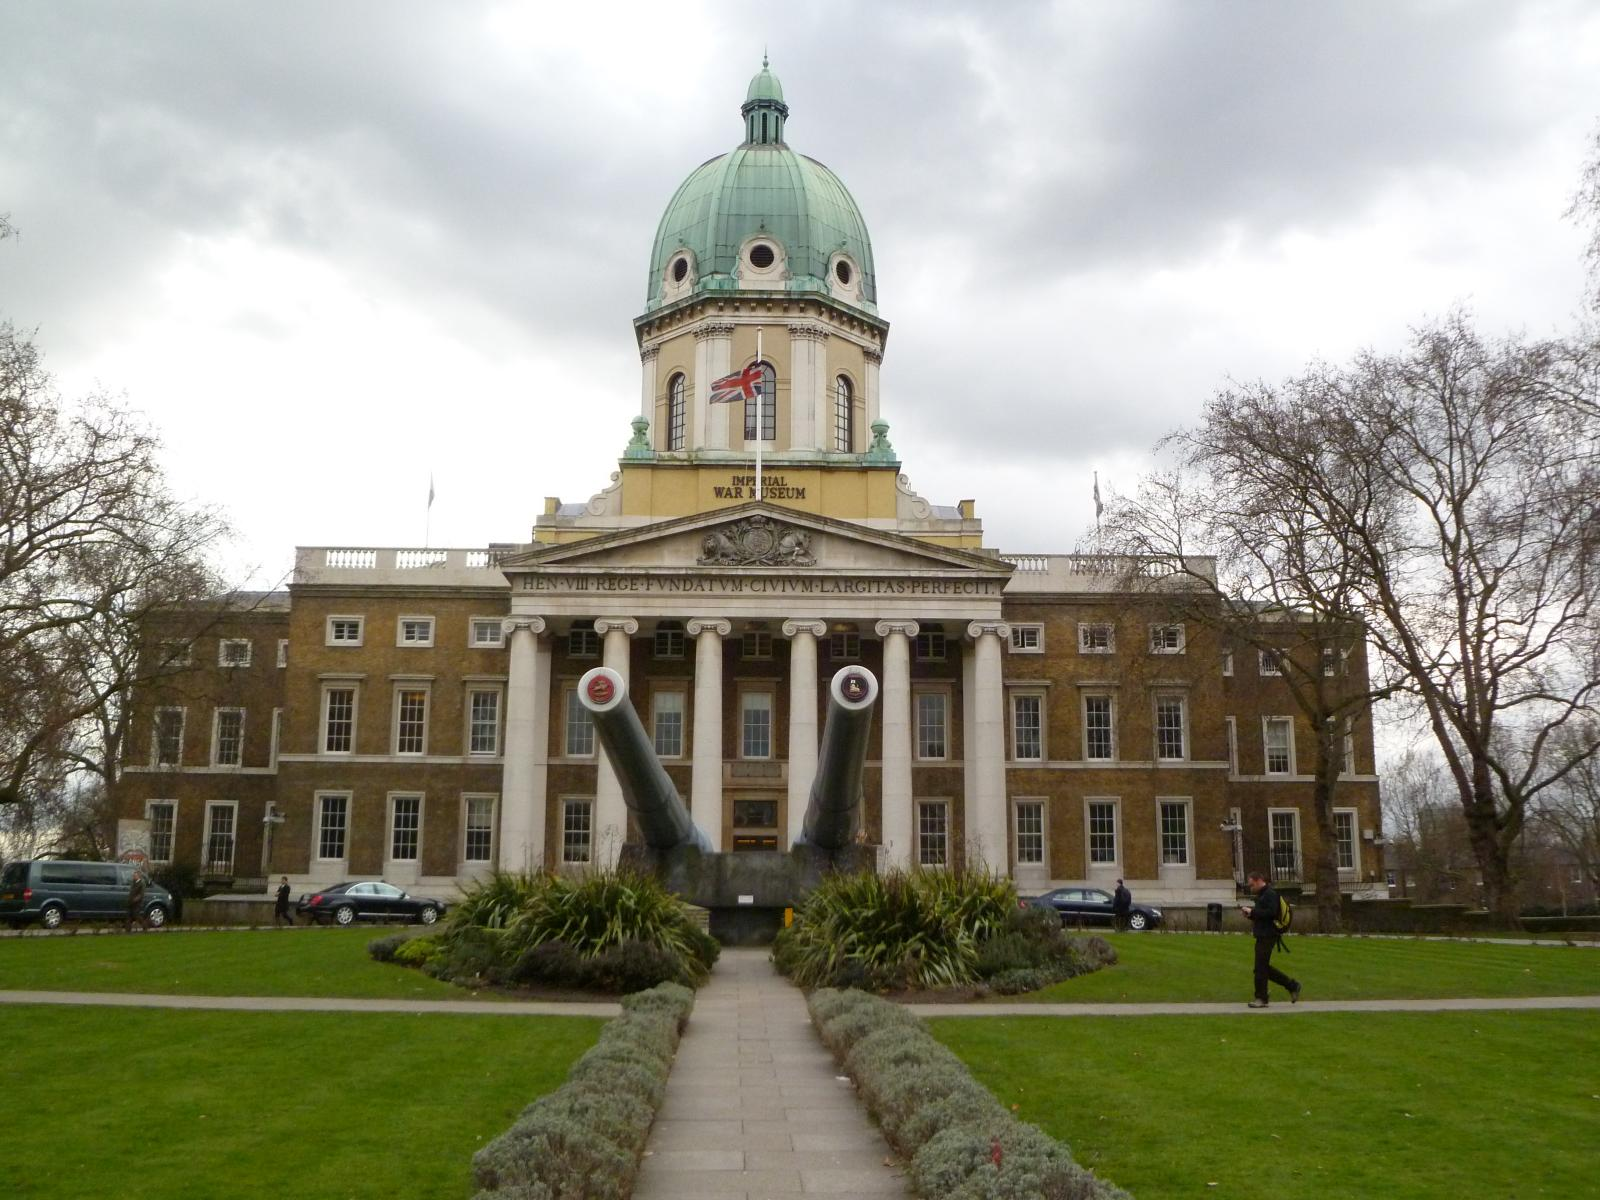 IMPERIAL
WAR MUSEUM
HEN·VIII·REGE·FVNDATVM·CIVIVM·LARGITAS·PERFECIT.